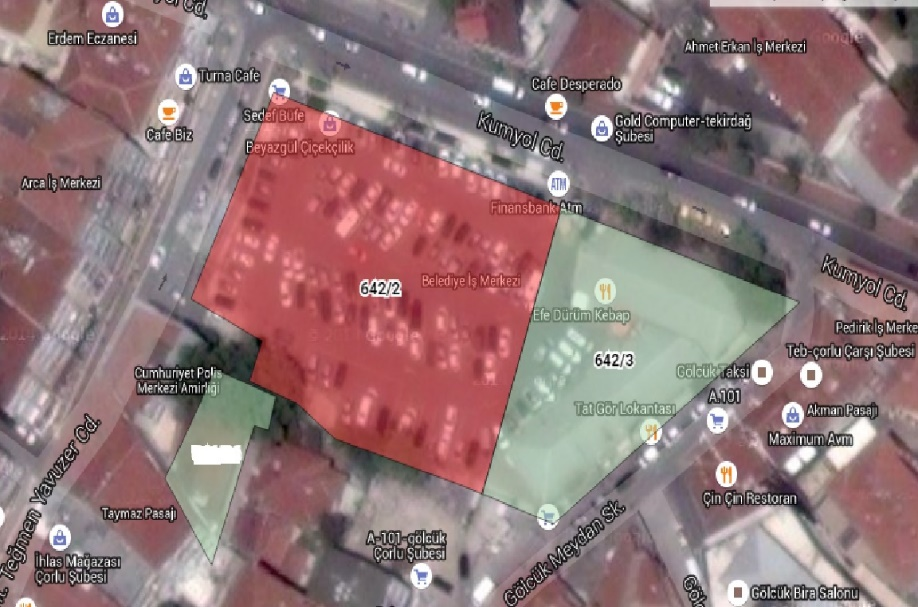 yol Cd.
Erdem Eczanesi
Turna Cafe
Ahmet Erkan İş Merkezi
Cafe Desperado
Sedef Büfe
Cafe Biz
Kumyol Cd.
Gold Computer-tekirdağ
Şubesi
Beyazgül Çiçekçilik
Arca İş Merkezi
ATM
Finansbank Atm
Kumyol Cd.
Belediye İş Merkezi
642/2
Efe Dürüm Kebap
Pedirik İş Merke
642/3
Teb-çorlu Çarşı Şubesi
Gölcük Taksi
Cumhuriyet Polis
Merkezi Amirliği
A.101
Tat Gör Lokantası
Akman Pasajı
Maximum Avm
Teğmen Yavuzer Cd.
Çin Çin Restoran
Taymaz Pasajı
Gölcük Meydan Sk.
A-101-gölcük
Çorlu Şubesi
İhlas Mağazası
Çorlu Şubesi
Göl
Gölcük Bira Salonu